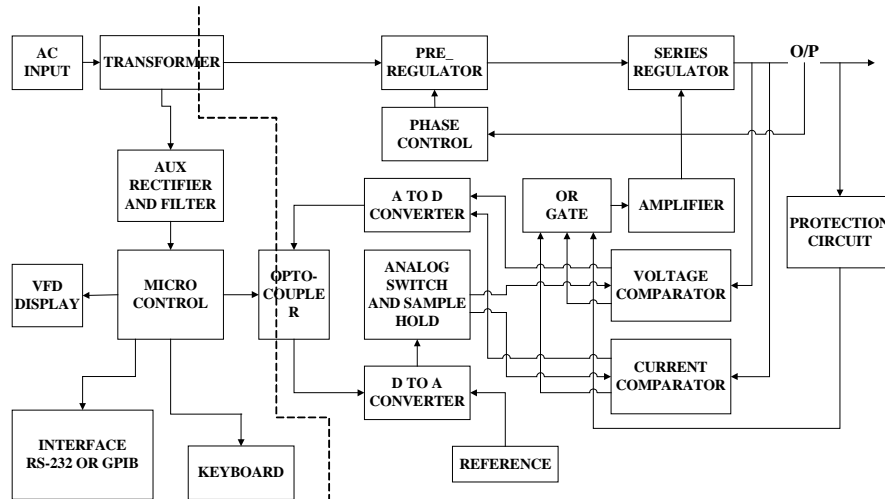 AC
INPUT
TRANSFORMER
PRE_
REGULATOR
SERIES
REGULATOR
O/P
PHASE
CONTROL
AUX
RECTIFIER
AND FILTER
A TO D
CONVERTER
OR
GATE
AMPLIFIER
PROTECTION
CIRCUIT
VFD
DISPLAY
MICRO
CONTROL
OPTO-
COUPLE
R
ANALOG
SWITCH
AND SAMPLE
HOLD
VOLTAGE
COMPARATOR
CURRENT
COMPARATOR
D TO A
CONVERTER
INTERFACE
RS-232 OR GPIB
KEYBOARD
REFERENCE